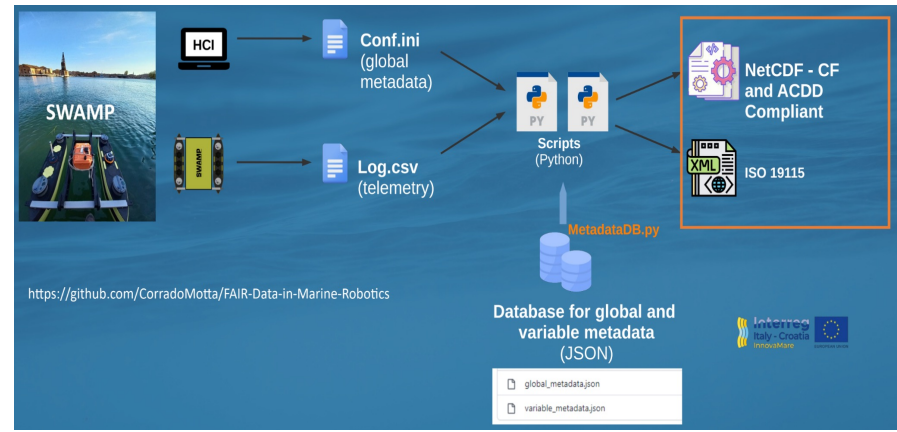 SWAMP
HCI
Conf.ini
(global
metadata)
SWAMP
Log.csv
(telemetry)
PY
PY
Scripts
(Python)
NetCDF - CF
and ACDD
Compliant
XML
ISO 19115
MetadataDB.py
https://github.com/CorradoMotta/FAIR-Data-in-Marine-Robotics
Database for global and
variable metadata
(JSON)
global_metadata.json
variable_metadata.json
Interreg
Italy - Croatia
InnovaMare
EUROPEAN UNION